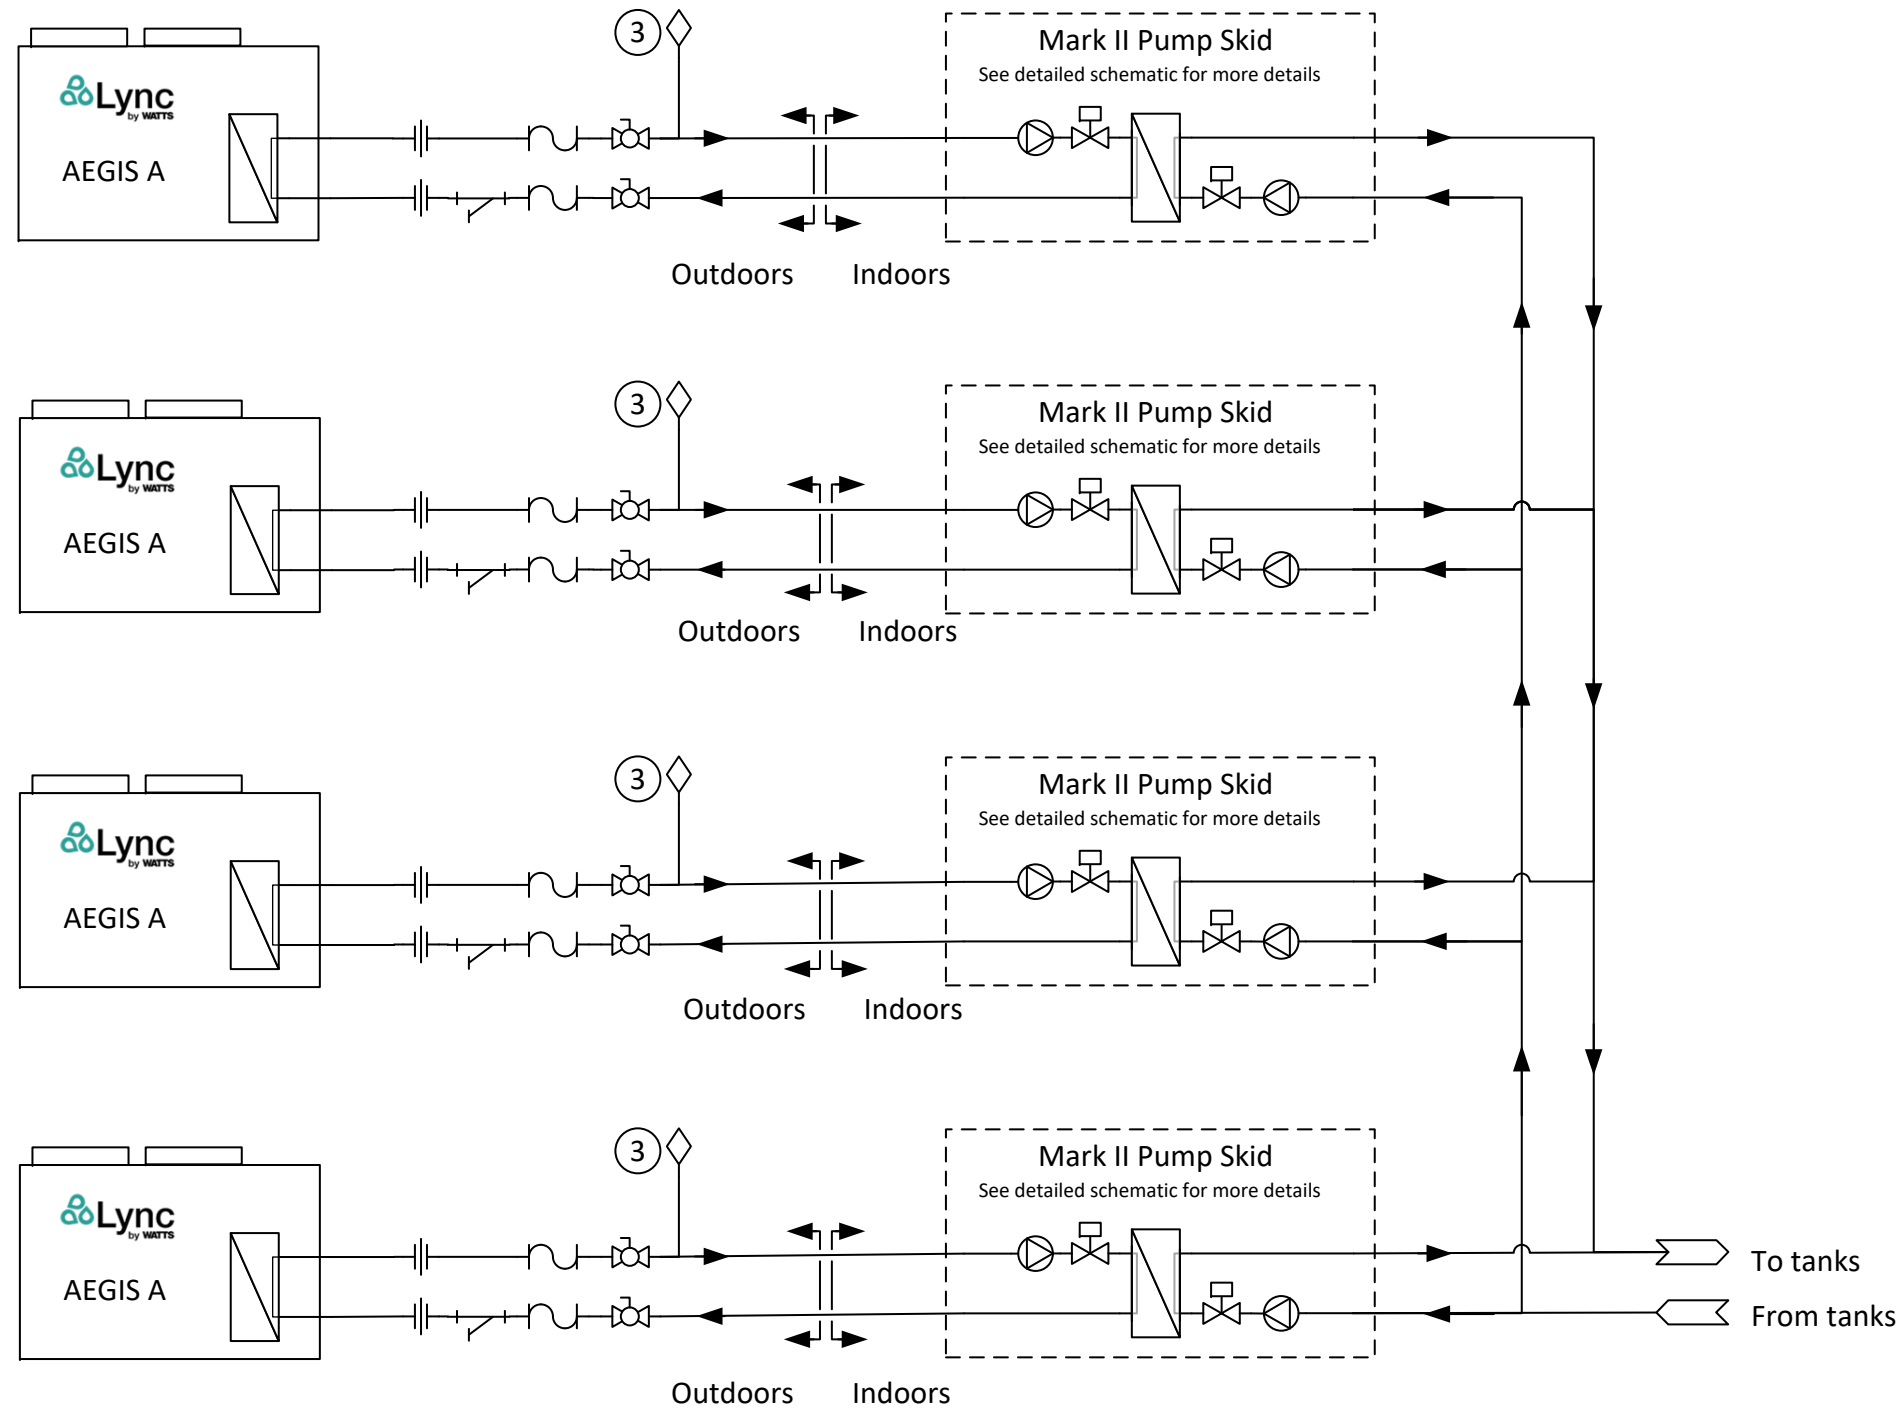 3
Mark II Pump Skid
See detailed schematic for more details
Lync
by WATTS
AEGIS A
Outdoors
Indoors
3
Mark II Pump Skid
See detailed schematic for more details
Lync
by WATTS
AEGIS A
Outdoors
Indoors
3
Mark II Pump Skid
See detailed schematic for more details
Lync
by WATTS
AEGIS A
Outdoors
Indoors
3
Mark II Pump Skid
See detailed schematic for more details
Lync
by WATTS
AEGIS A
To tanks
From tanks
Outdoors
Indoors